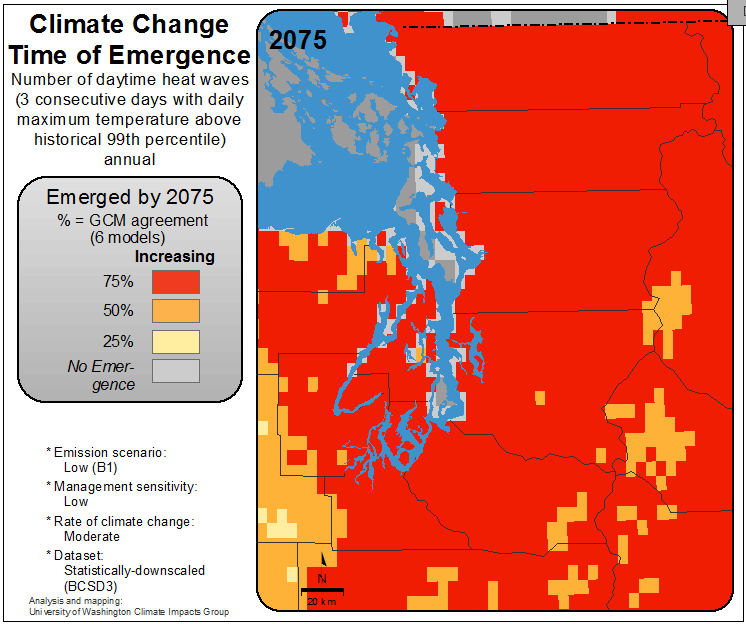 Climate Change
Time of Emergence
Number of daytime heat waves
(3 consecutive days with daily
maximum temperature above
historical 99th percentile)
annual
Emerged by 2075
% = GCM agreement
(6 models)
Increasing
75%
50%
25%
No Emer-
gence
* Emission scenario:
Low (B1)
* Management sensitivity:
Low
* Rate of climate change:
Moderate
* Dataset:
Statistically-downscaled
(BCSD3)
Analysis and mapping:
University of Washington Climate Impacts Group
2075
N
20 km